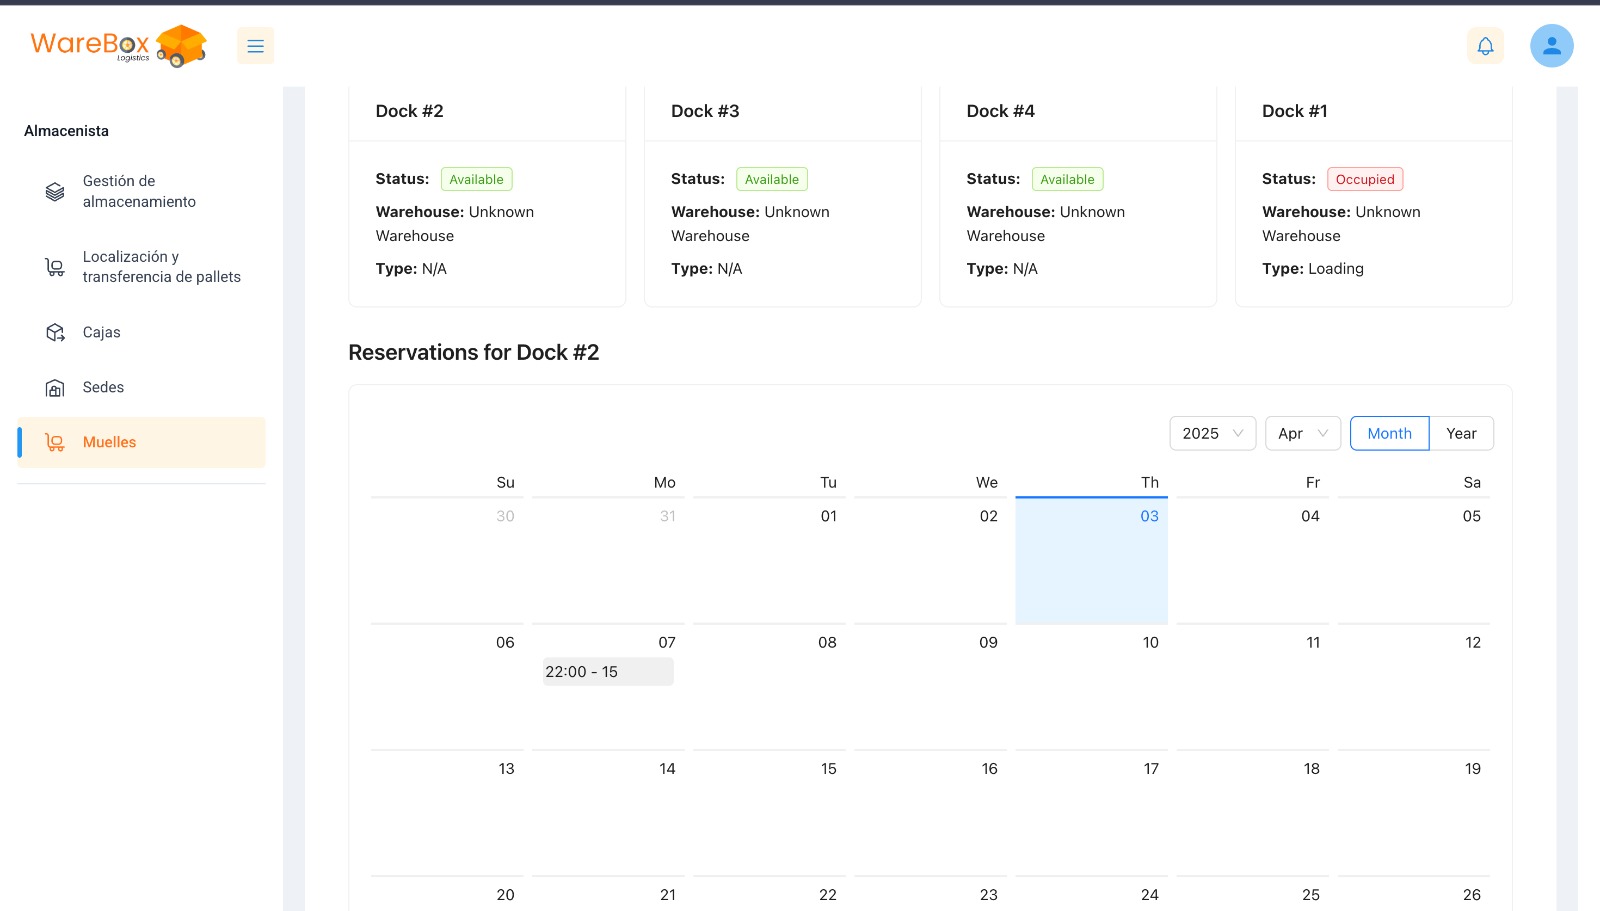 WareBox
Logistics
Almacenista
Gestión de
almacenamiento
Localización y
transferencia de pallets
Cajas
Sedes
Muelles
Dock #2
Status: Available
Warehouse: Unknown
Warehouse
Type: N/A
Dock #3
Status: Available
Warehouse: Unknown
Warehouse
Type: N/A
Dock #4
Status: Available
Warehouse: Unknown
Warehouse
Type: N/A
Dock #1
Status: Occupied
Warehouse: Unknown
Warehouse
Type: Loading
Reservations for Dock #2
2025 Apr Month Year
Su Mo Tu We Th Fr Sa
30 31 01 02 03 04 05
06 07 08 09 10 11 12
22:00 - 15
13 14 15 16 17 18 19
20 21 22 23 24 25 26